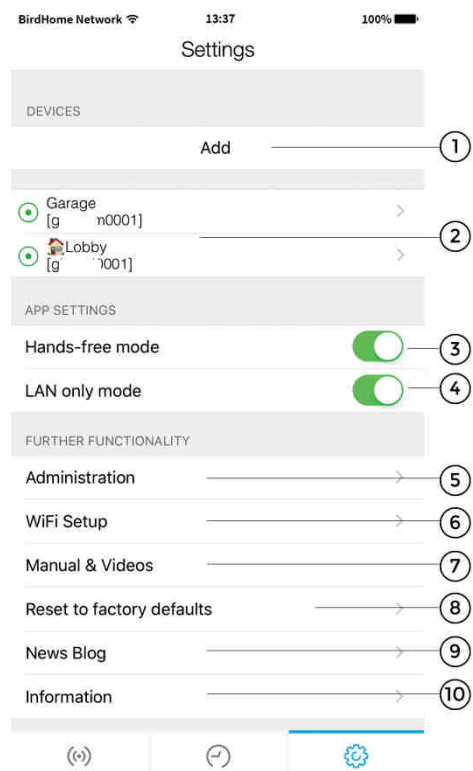 BirdHome Network 13:37 100%
Settings
DEVICES
Add 1
Garage
[g n0001]
2
Lobby
[g 0001]
APP SETTINGS
Hands-free mode 3
LAN only mode 4
FURTHER FUNCTIONALITY
Administration 5
WiFi Setup 6
Manual & Videos 7
Reset to factory defaults 8
News Blog 9
Information 10